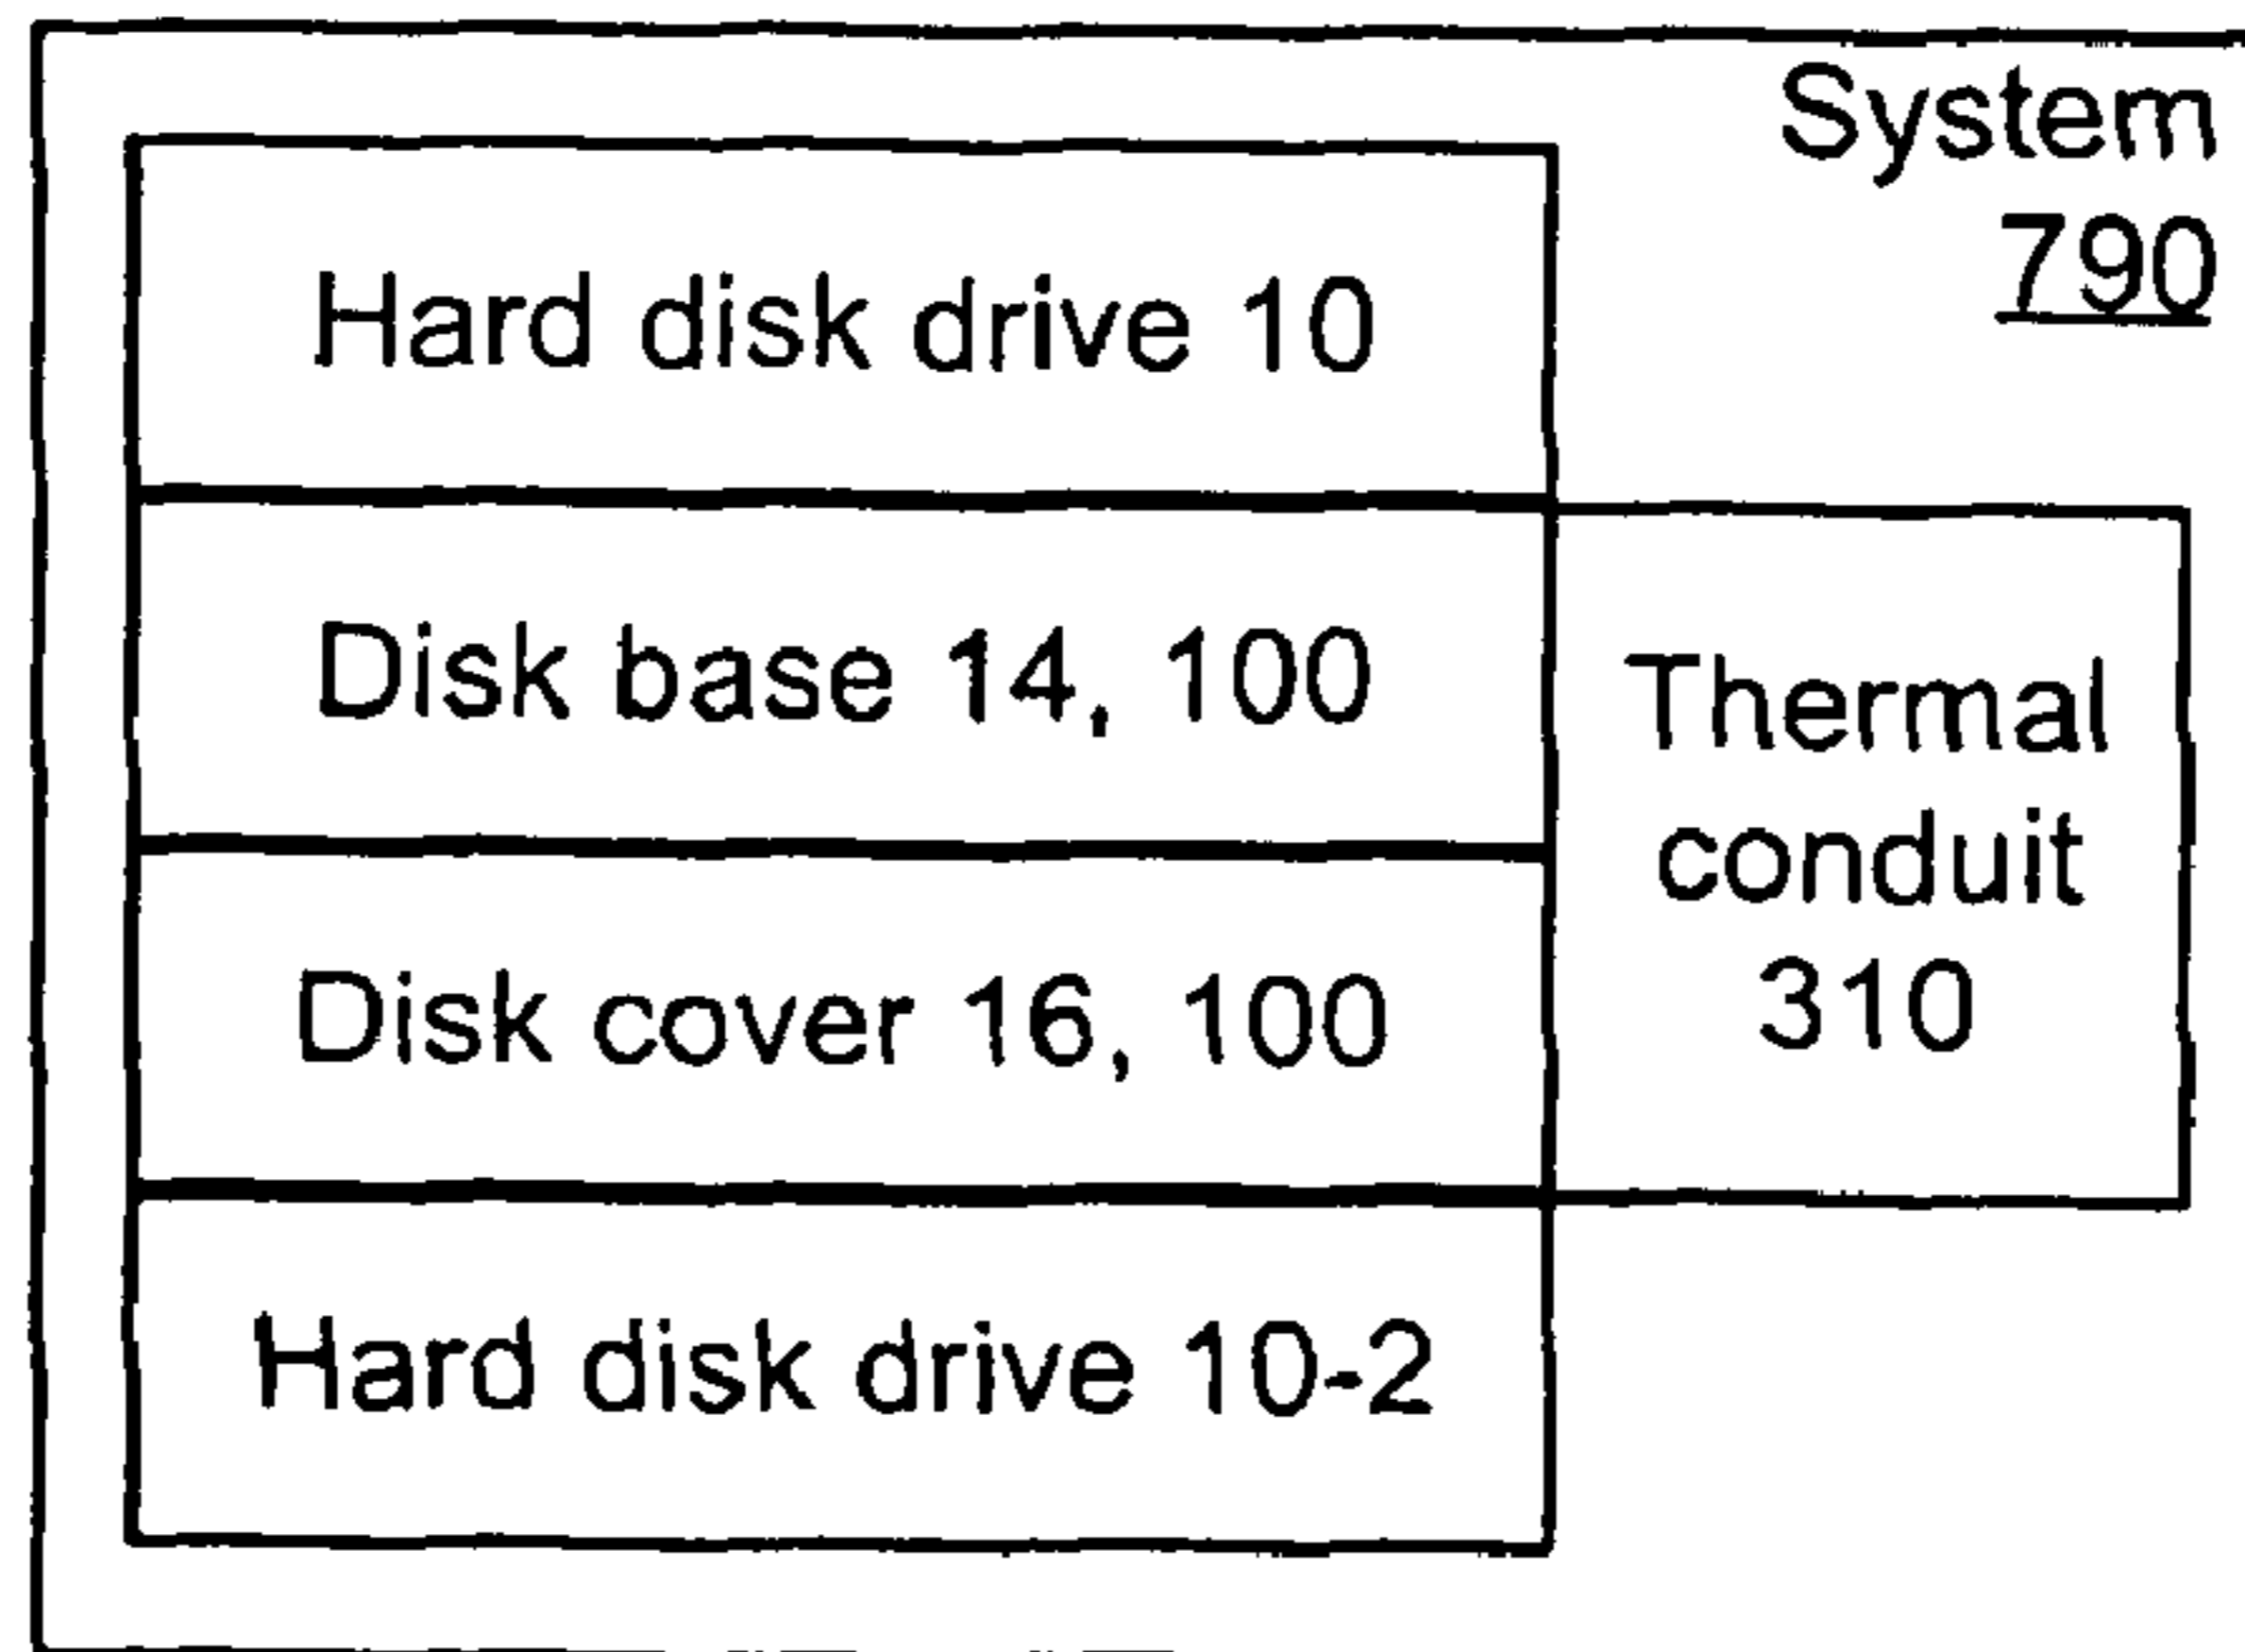 System
790
Hard disk drive 10
Disk base 14, 100
Thermal
conduit
310
Disk cover 16, 100
Hard disk drive 10-2